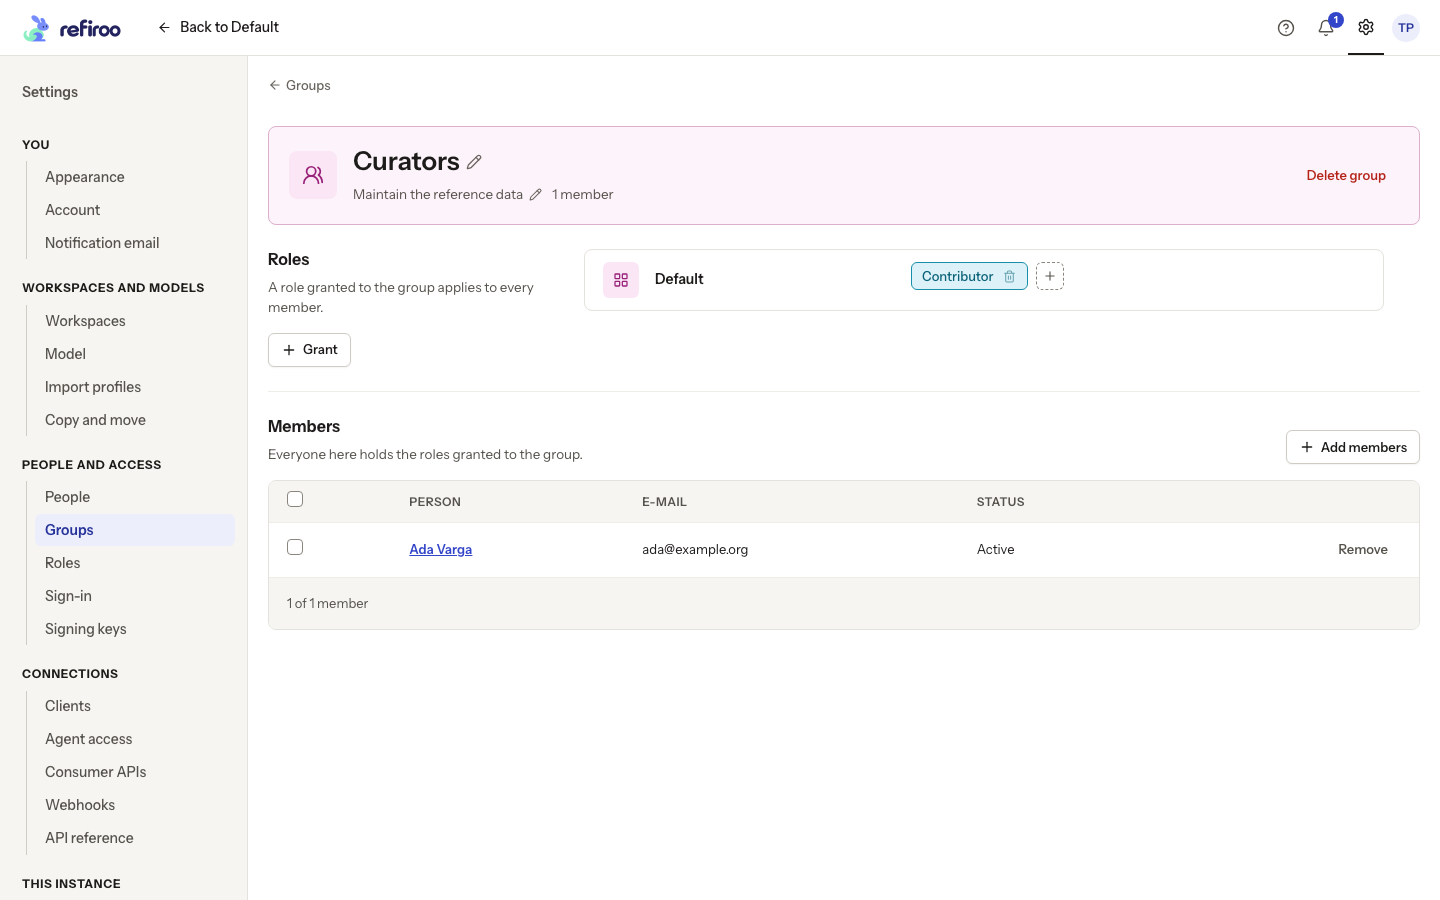 refiroo
Back to Default
1
TP
Settings
YOU
Appearance
Account
Notification email
WORKSPACES AND MODELS
Workspaces
Model
Import profiles
Copy and move
PEOPLE AND ACCESS
People
Groups
Roles
Sign-in
Signing keys
CONNECTIONS
Clients
Agent access
Consumer APIs
Webhooks
API reference
THIS INSTANCE
Groups
Curators
Maintain the reference data 1 member
Delete group
Roles
A role granted to the group applies to every
member.
Grant
Default
Contributor
Members
Everyone here holds the roles granted to the group.
Add members
PERSON E-MAIL STATUS
Ada Varga ada@example.org Active Remove
1 of 1 member